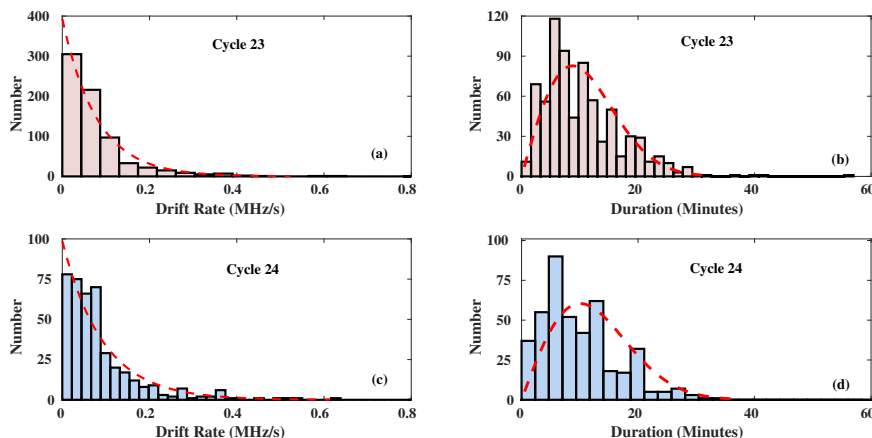 Cycle 23
Number
400
300
200
100
0
(a)
0
0.2
0.4
0.6
0.8
Drift Rate (MHz/s)
Cycle 23
Number
120
90
60
30
0
(b)
0
20
40
60
Duration (Minutes)
Cycle 24
Number
100
75
50
25
0
(c)
0
0.2
0.4
0.6
0.8
Drift Rate (MHz/s)
Cycle 24
Number
100
75
50
25
0
(d)
0
20
40
60
Duration (Minutes)